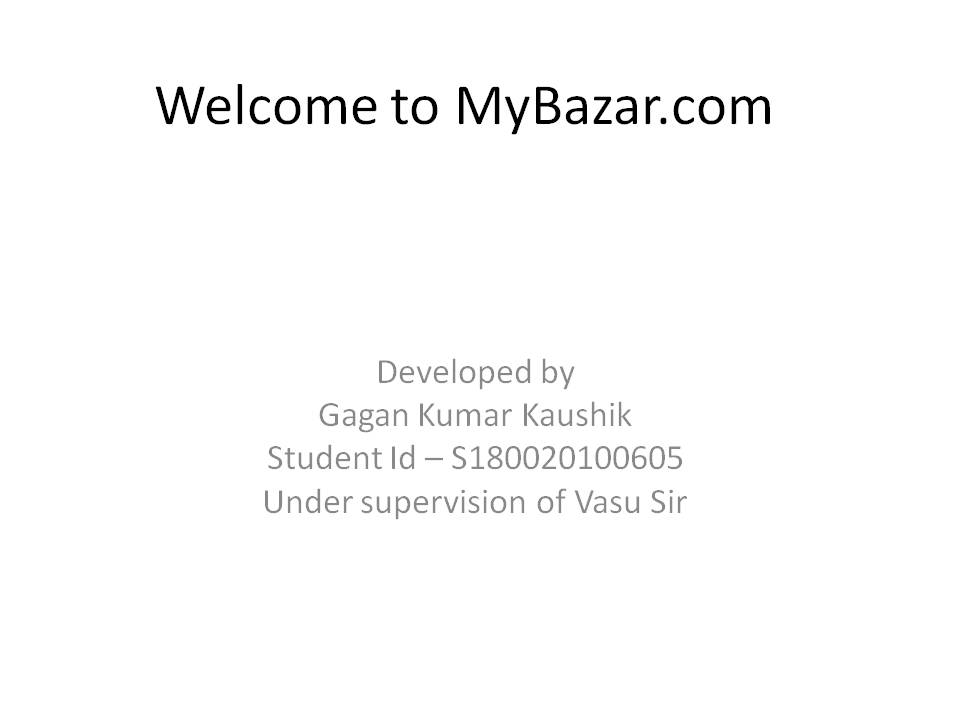 Welcome to MyBazar.com
Developed by
Gagan Kumar Kaushik
Student Id – S180020100605
Under supervision of Vasu Sir